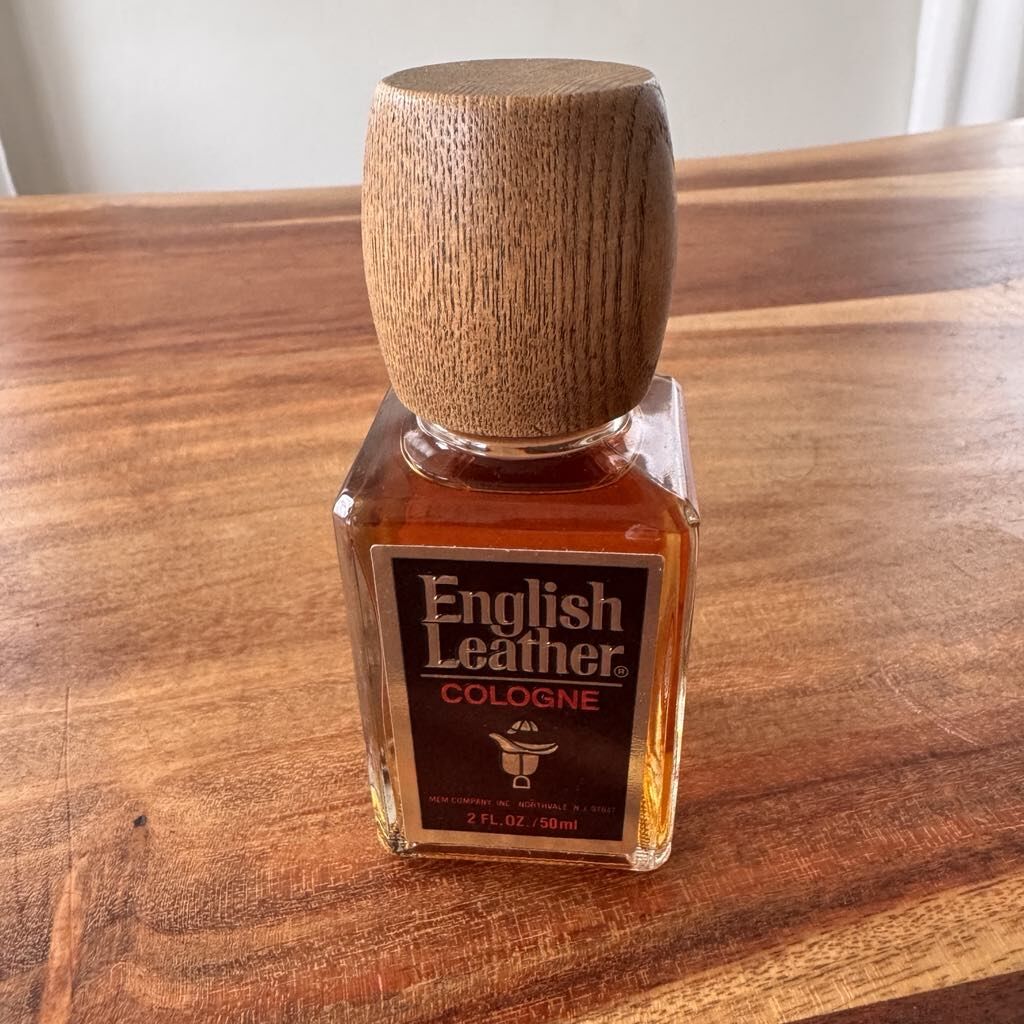 English
Leather®
COLOGNE
MEM COMPANY, INC. NORTHVALE, N.J. 07647
2 FL.OZ./50ml